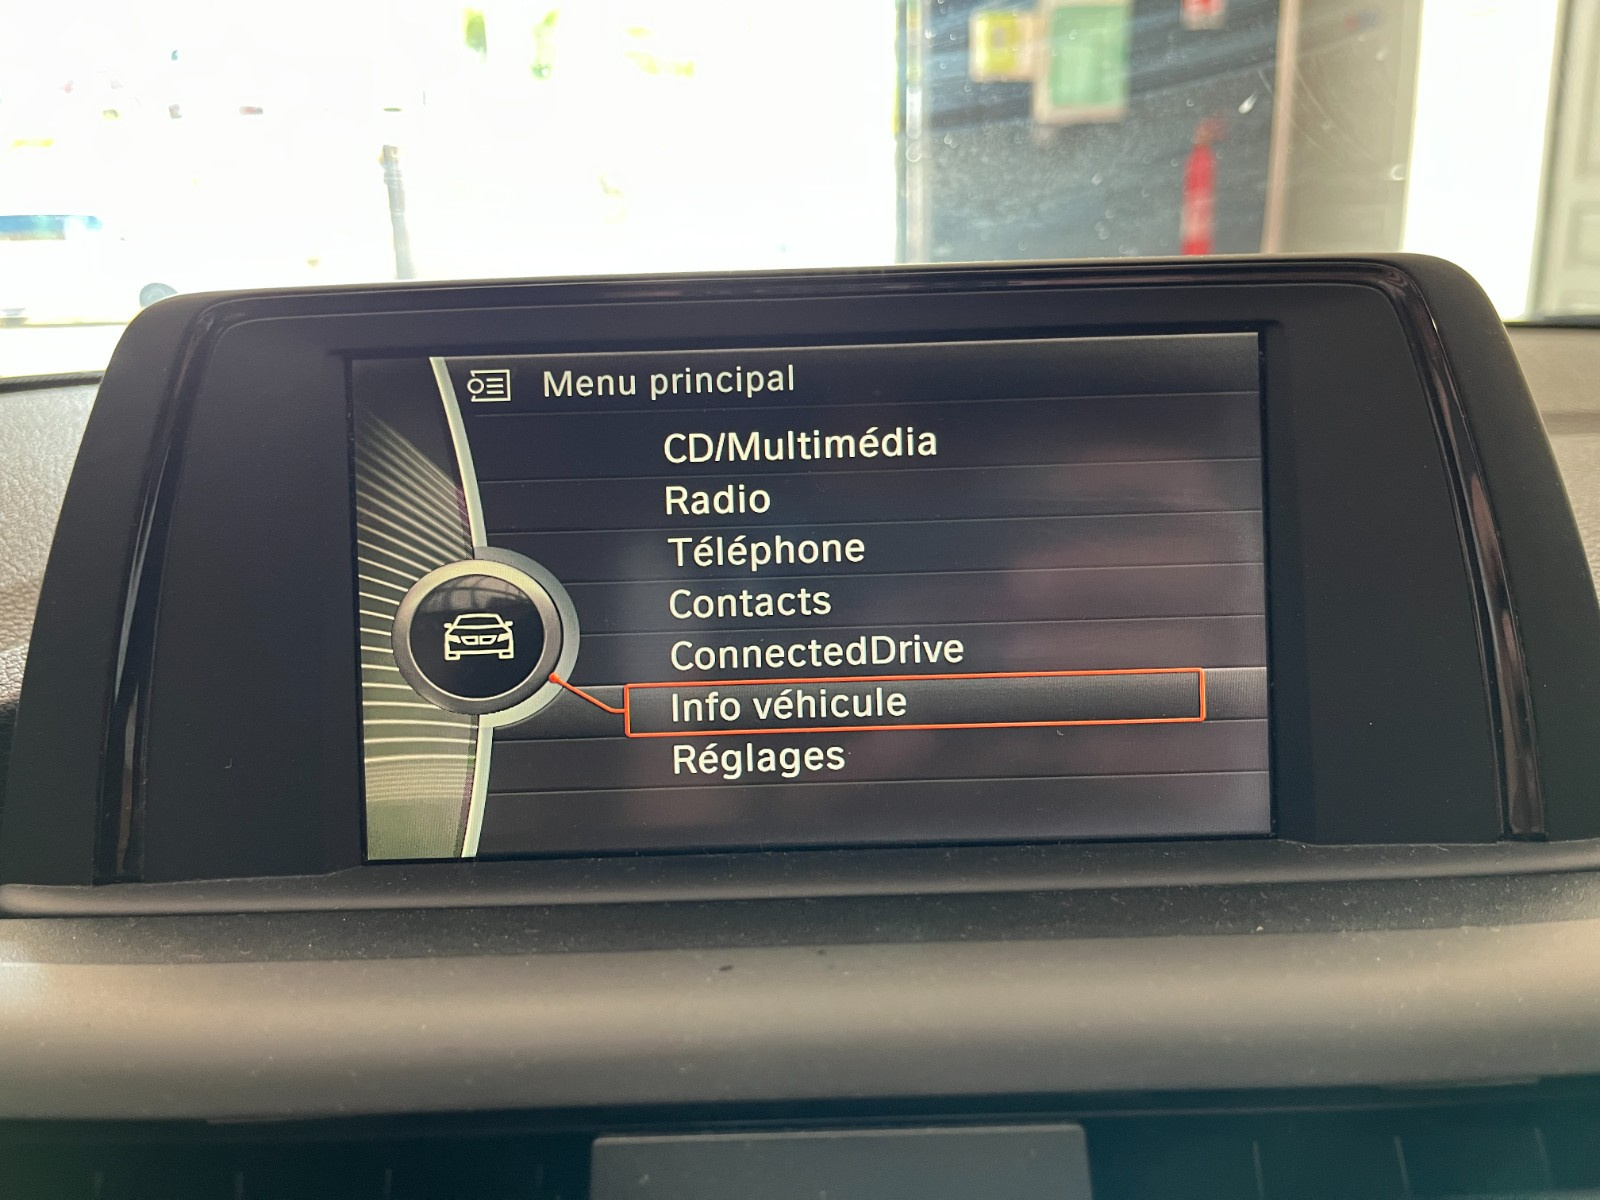 Menu principal
CD/Multimédia
Radio
Téléphone
Contacts
ConnectedDrive
Info véhicule
Réglages